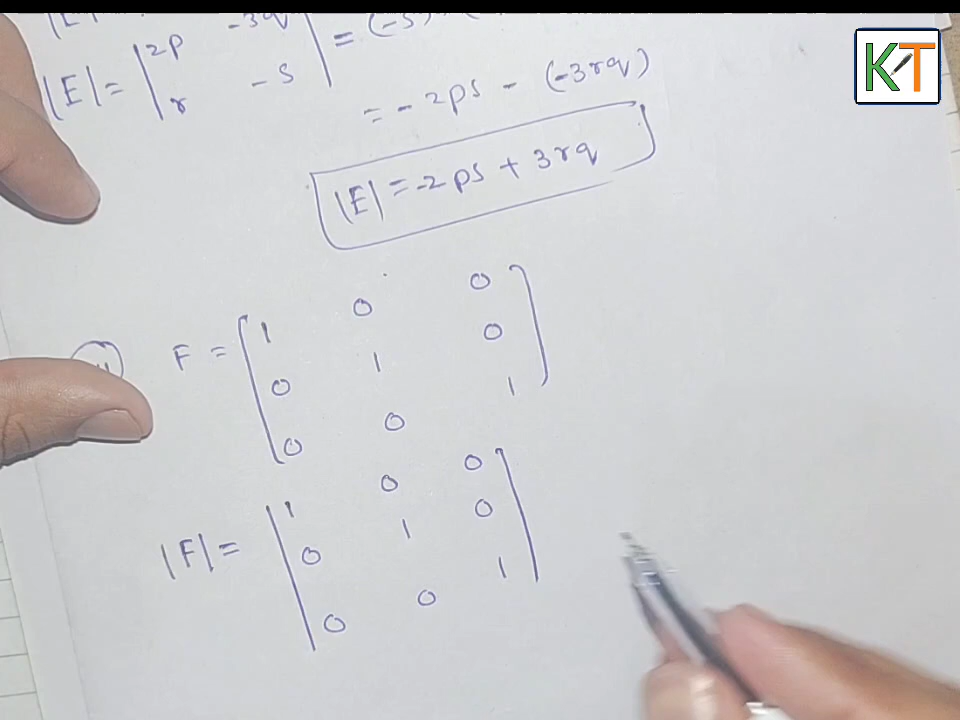 KT
|E| = | 2p -3q | = (-s)
| r -s |
= - 2ps - (-3rq)
|E| = -2ps + 3rq
F = [ 1 0 0
0 1 0
0 0 1 ]
|F| = | 1 0 0
0 1 0
0 0 1 |